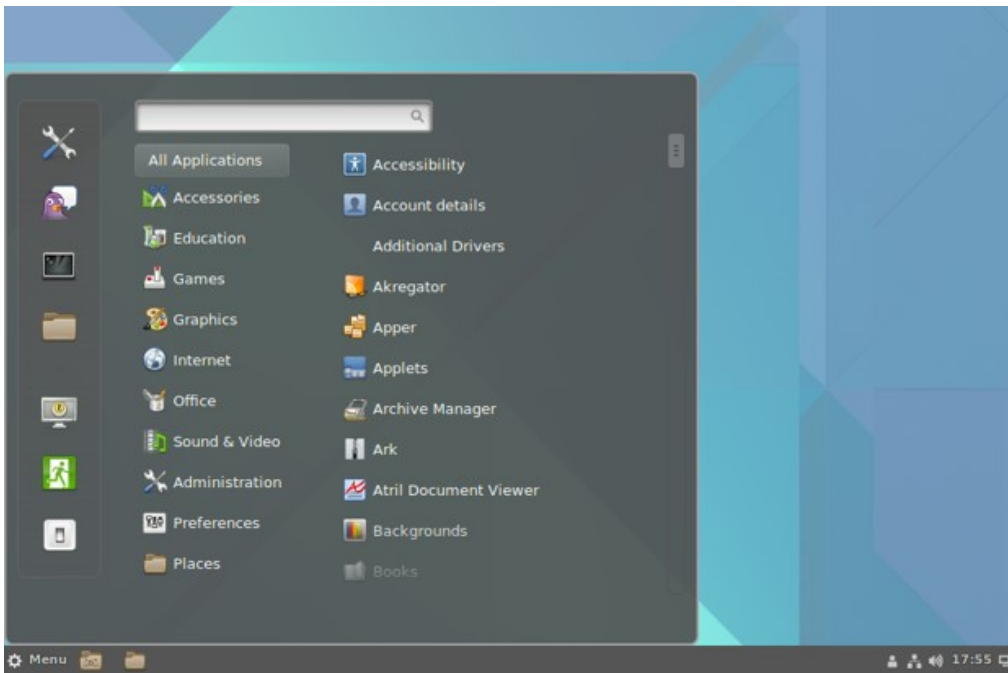 All Applications
Accessories
Education
Games
Graphics
Internet
Office
Sound & Video
Administration
Preferences
Places
Accessibility
Account details
Additional Drivers
Akregator
Apper
Applets
Archive Manager
Ark
Atril Document Viewer
Backgrounds
Books
Menu
17:55